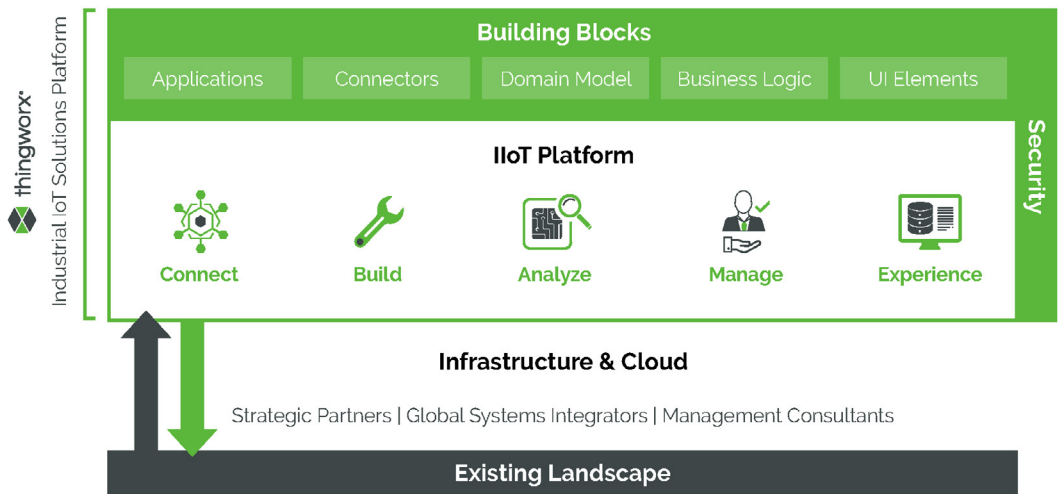 thingworx®
Industrial IoT Solutions Platform
Building Blocks
Applications
Connectors
Domain Model
Business Logic
UI Elements
Security
IIoT Platform
Connect
Build
Analyze
Manage
Experience
Infrastructure & Cloud
Strategic Partners | Global Systems Integrators | Management Consultants
Existing Landscape